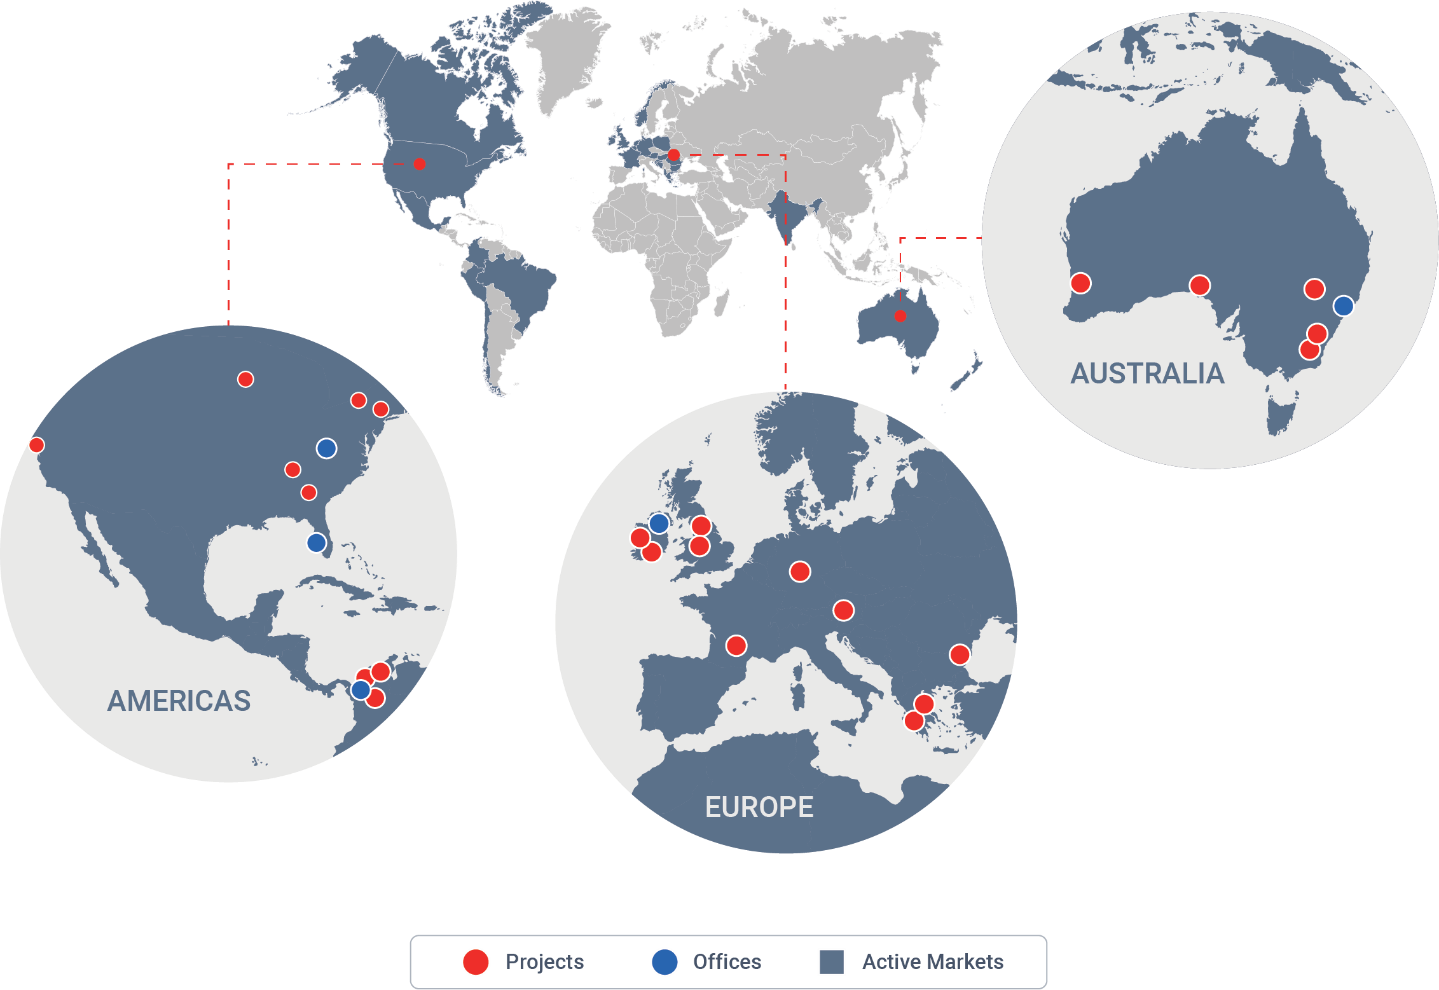 AUSTRALIA
AMERICAS
EUROPE
Projects Offices Active Markets